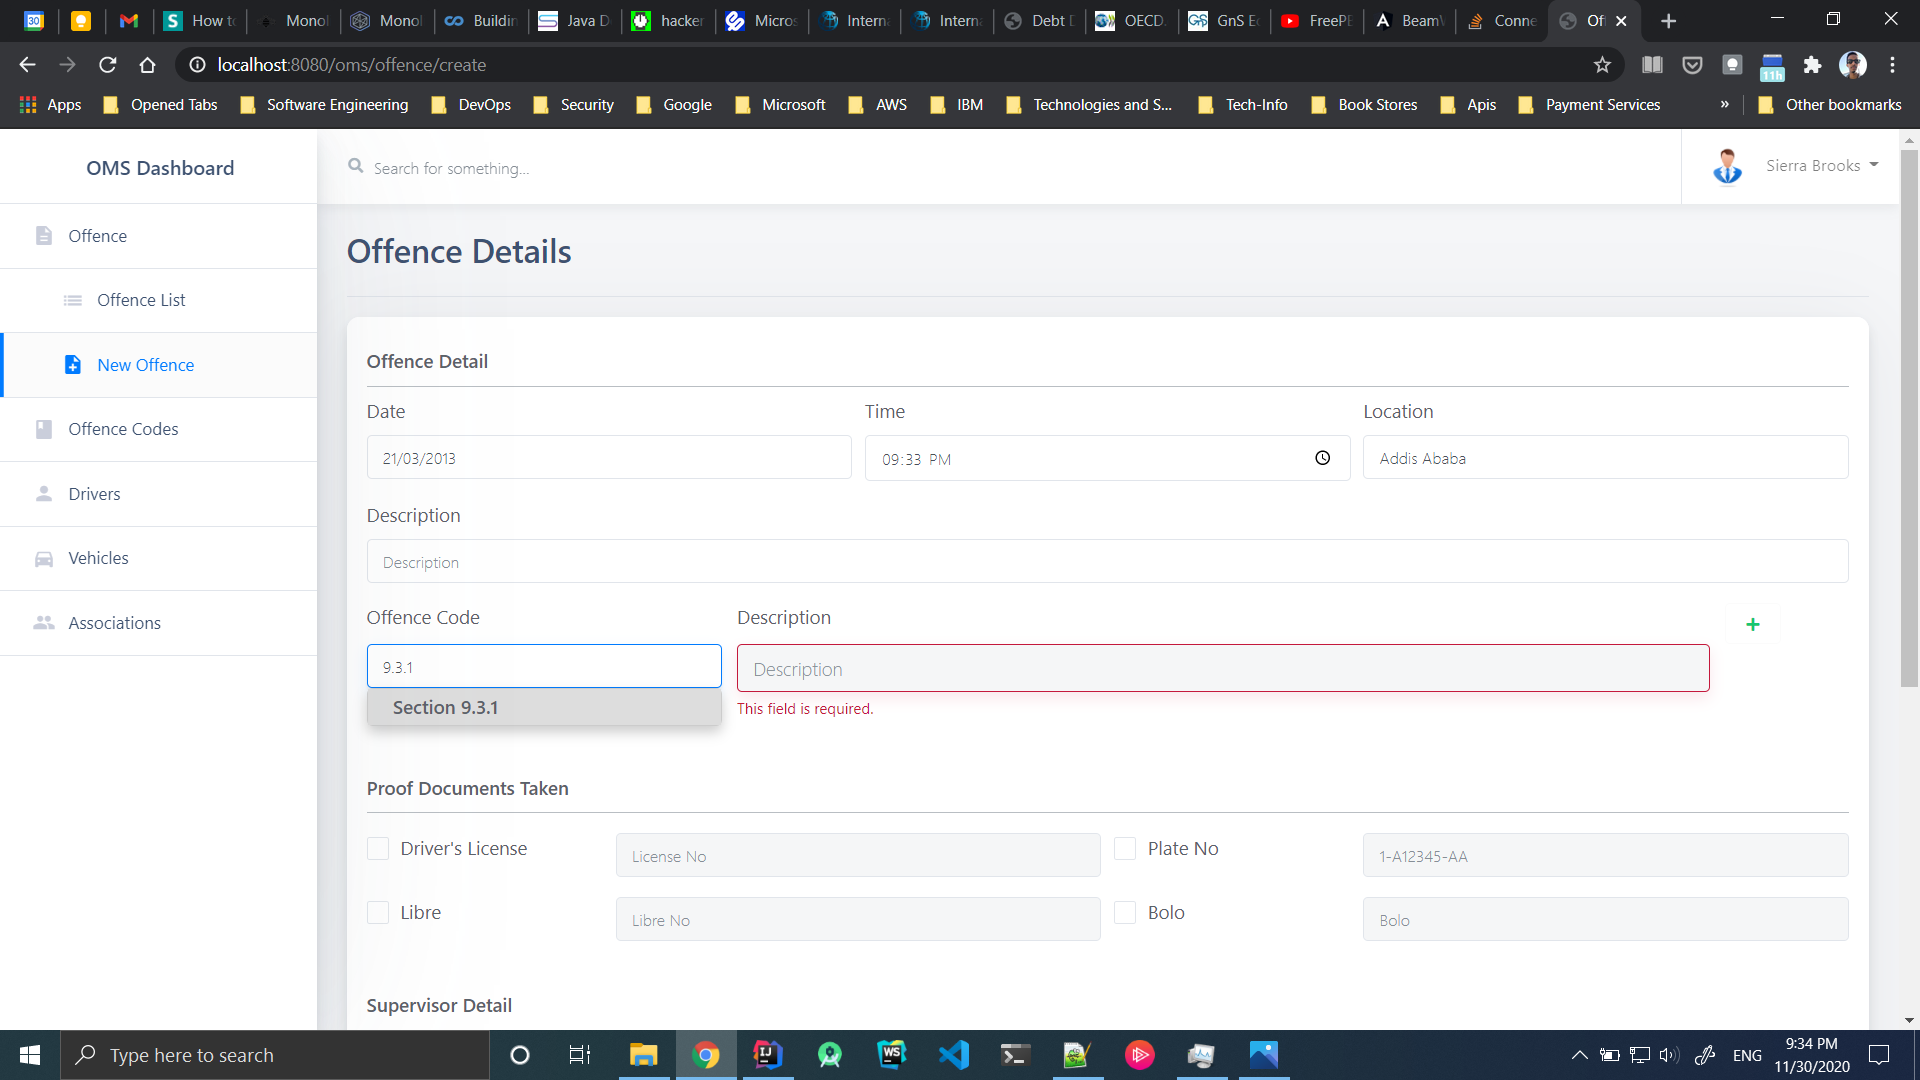 30
How to
Monol
Monol
Buildin
Java D
hacker
Micros
Interna
Interna
Debt D
OECD
GnS Ec
FreePE
BeamV
Conne
Off
localhost:8080/oms/offence/create
11h
Apps
Opened Tabs
Software Engineering
DevOps
Security
Google
Microsoft
AWS
IBM
Technologies and S...
Tech-Info
Book Stores
Apis
Payment Services
»
Other bookmarks
OMS Dashboard
Search for something...
Sierra Brooks
Offence
Offence List
New Offence
Offence Codes
Drivers
Vehicles
Associations
Offence Details
Offence Detail
Date
Time
Location
21/03/2013
09:33 PM
Addis Ababa
Description
Description
Offence Code
Description
+
9.3.1
Description
Section 9.3.1
This field is required.
Proof Documents Taken
Driver's License
License No
Plate No
1-A12345-AA
Libre
Libre No
Bolo
Bolo
Supervisor Detail
Type here to search
ENG
9:34 PM
11/30/2020